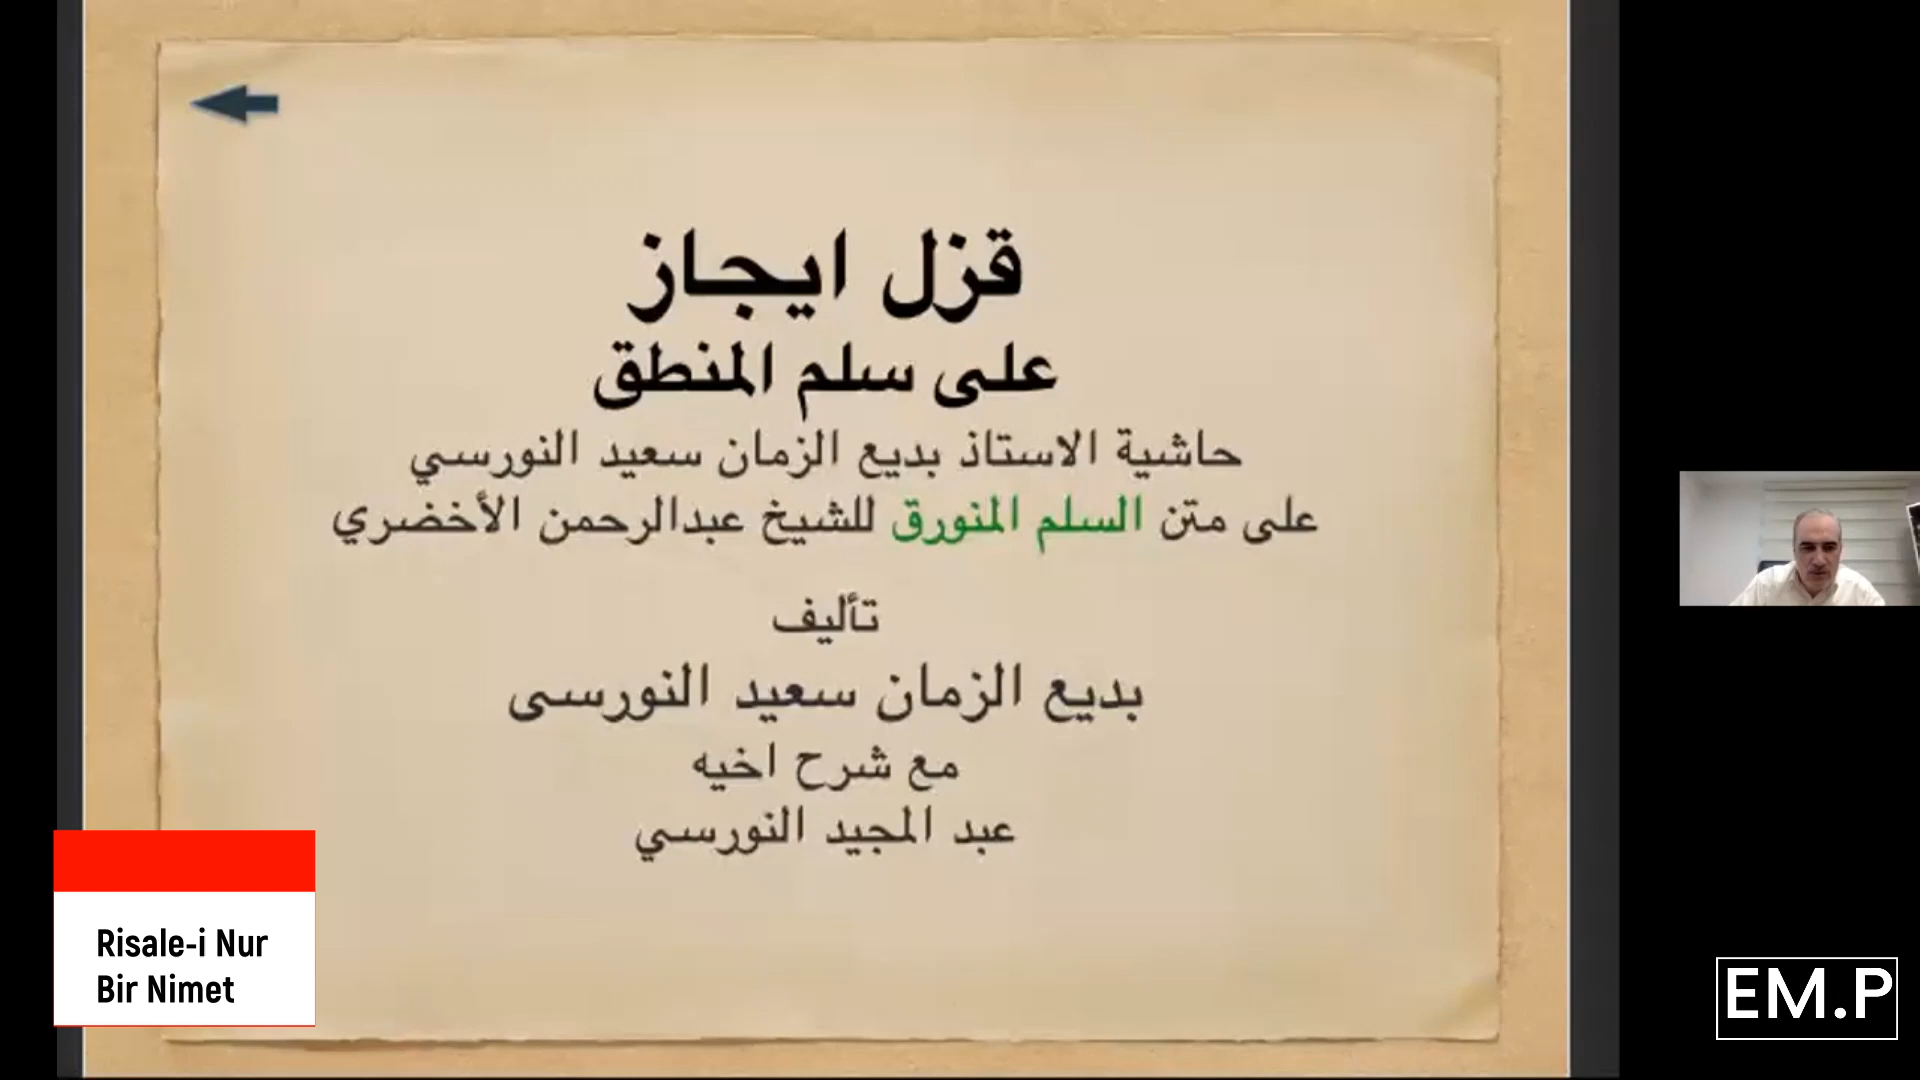 قزل ايجاز
على سلم المنطق
حاشية الاستاذ بديع الزمان سعيد النورسي
على متن السلم المنورق للشيخ عبدالرحمن الأخضري
تأليف
بديع الزمان سعيد النورسى
مع شرح اخيه
عبد المجيد النورسي
Risale-i Nur
Bir Nimet
EM.P